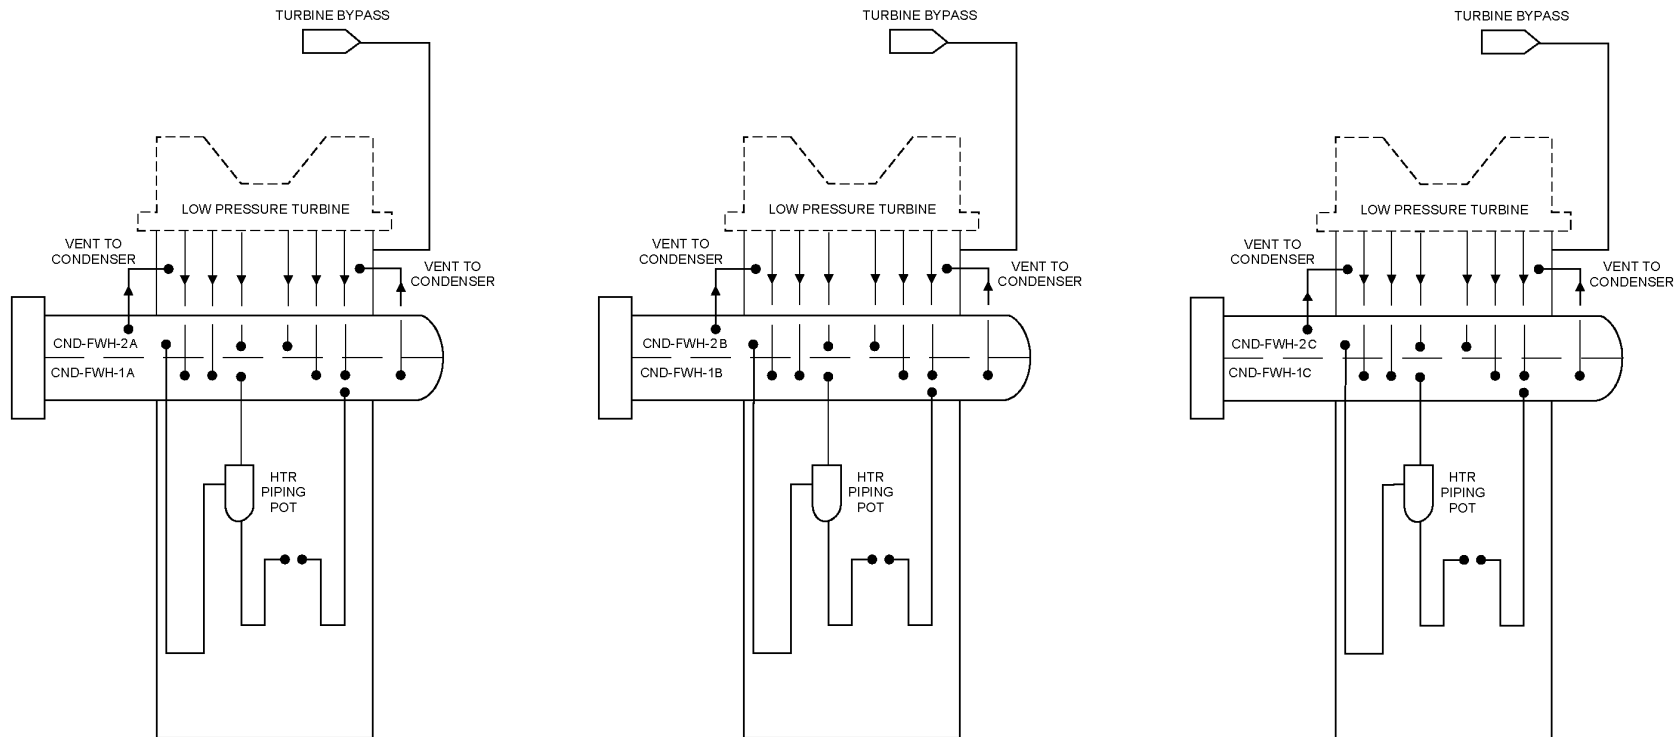 TURBINE BYPASS
LOW PRESSURE TURBINE
VENT TO
CONDENSER
VENT TO
CONDENSER
CND-FWH-2A
CND-FWH-1A
HTR
PIPING
POT
TURBINE BYPASS
LOW PRESSURE TURBINE
VENT TO
CONDENSER
VENT TO
CONDENSER
CND-FWH-2B
CND-FWH-1B
HTR
PIPING
POT
TURBINE BYPASS
LOW PRESSURE TURBINE
VENT TO
CONDENSER
VENT TO
CONDENSER
CND-FWH-2C
CND-FWH-1C
HTR
PIPING
POT